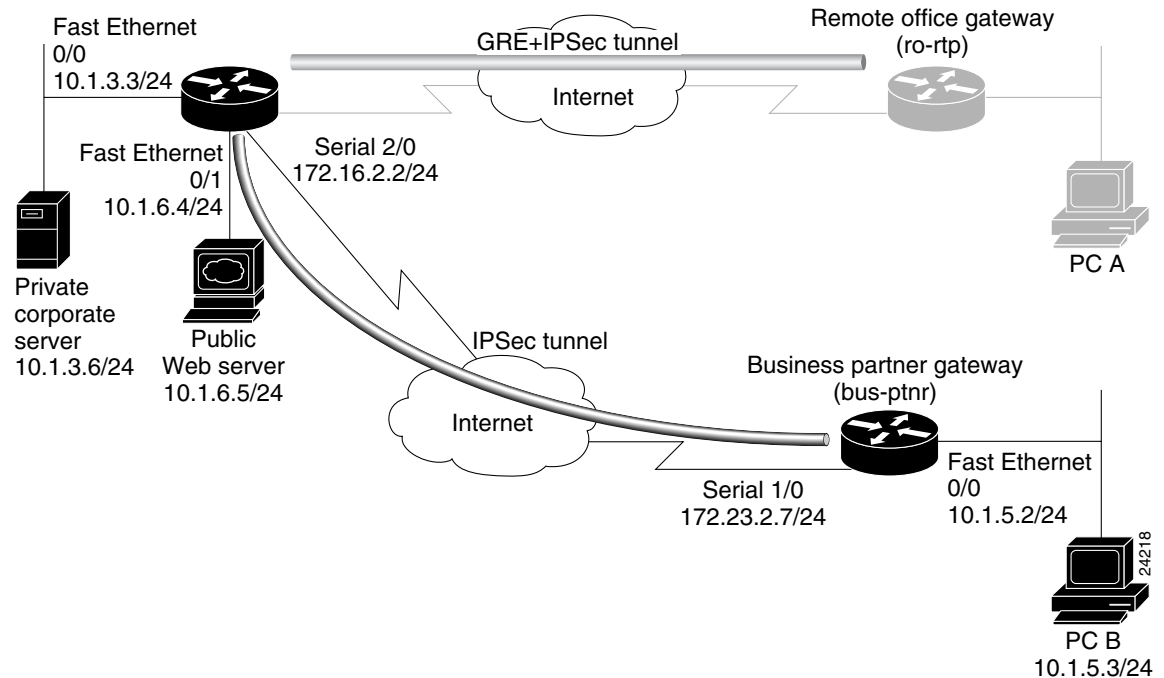 Fast Ethernet
0/0
10.1.3.3/24
GRE+IPSec tunnel
Internet
Remote office gateway
(ro-rtp)
Fast Ethernet
0/1
10.1.6.4/24
Serial 2/0
172.16.2.2/24
PC A
Private
corporate
server
10.1.3.6/24
Public
Web server
10.1.6.5/24
IPSec tunnel
Internet
Business partner gateway
(bus-ptnr)
Serial 1/0
172.23.2.7/24
Fast Ethernet
0/0
10.1.5.2/24
24218
PC B
10.1.5.3/24